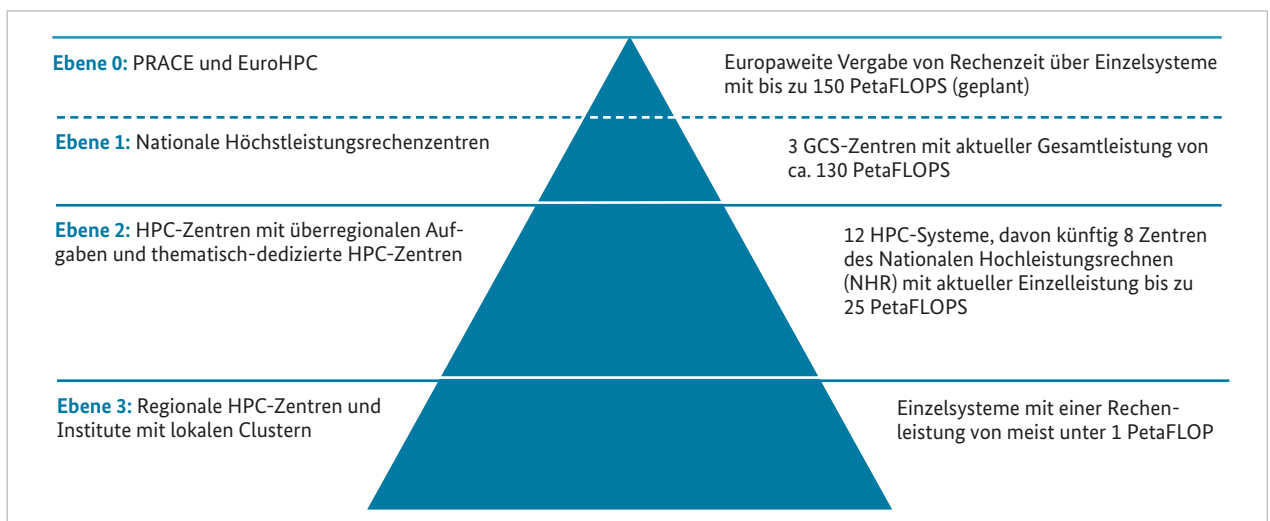 Ebene 0: PRACE und EuroHPC
Europaweite Vergabe von Rechenzeit über Einzelsysteme
mit bis zu 150 PetaFLOPS (geplant)
Ebene 1: Nationale Höchstleistungsrechenzentren
3 GCS-Zentren mit aktueller Gesamtleistung von
ca. 130 PetaFLOPS
Ebene 2: HPC-Zentren mit überregionalen Auf-
gaben und thematisch-dedizierte HPC-Zentren
12 HPC-Systeme, davon künftig 8 Zentren
des Nationalen Hochleistungsrechnen
(NHR) mit aktueller Einzelleistung bis zu
25 PetaFLOPS
Ebene 3: Regionale HPC-Zentren und
Institute mit lokalen Clustern
Einzelsysteme mit einer Rechen-
leistung von meist unter 1 PetaFLOP